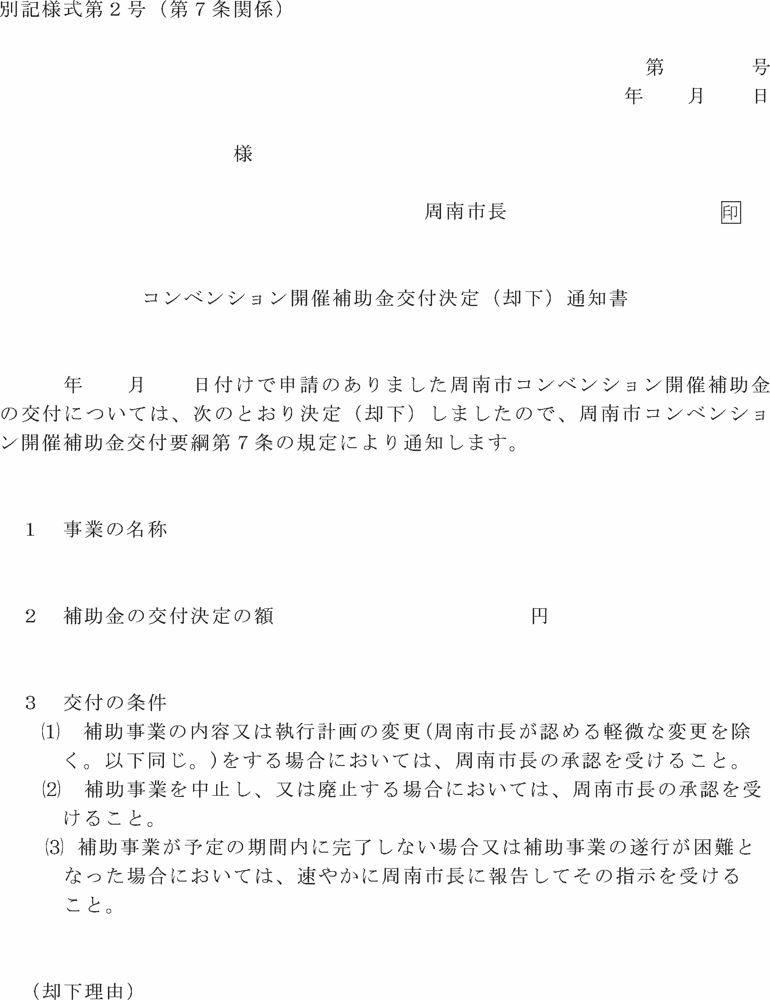 別記様式第２号（第７条関係）
第　　　　号
年　　月　　日
様
周南市長　　　　　　　　　　印
コンベンション開催補助金交付決定（却下）通知書
年　　月　　日付けで申請のありました周南市コンベンション開催補助金
の交付については、次のとおり決定（却下）しましたので、周南市コンベンショ
ン開催補助金交付要綱第７条の規定により通知します。
１　事業の名称
２　補助金の交付決定の額　　　　　　　　　　　　円
３　交付の条件
⑴　補助事業の内容又は執行計画の変更(周南市長が認める軽微な変更を除
く。以下同じ。)をする場合においては、周南市長の承認を受けること。
⑵　補助事業を中止し、又は廃止する場合においては、周南市長の承認を受
けること。
⑶ 補助事業が予定の期間内に完了しない場合又は補助事業の遂行が困難と
なった場合においては、速やかに周南市長に報告してその指示を受ける
こと。
（却下理由）